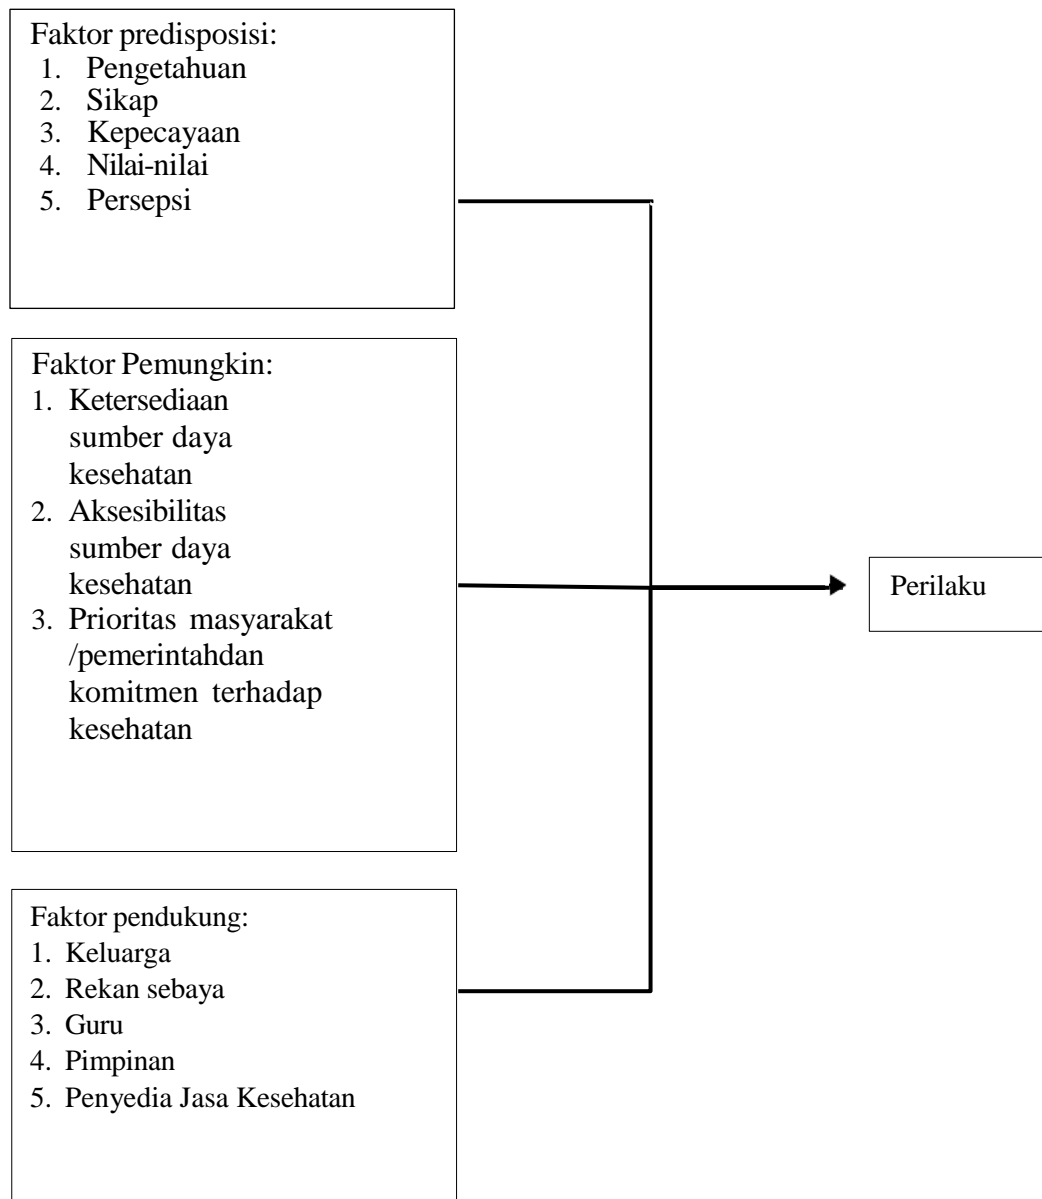 Faktor predisposisi:
1. Pengetahuan
2. Sikap
3. Kepecayaan
4. Nilai-nilai
5. Persepsi
Faktor Pemungkin:
1. Ketersediaan
sumber daya
kesehatan
2. Aksesibilitas
sumber daya
kesehatan
3. Prioritas masyarakat
/pemerintahdan
komitmen terhadap
kesehatan
Perilaku
Faktor pendukung:
1. Keluarga
2. Rekan sebaya
3. Guru
4. Pimpinan
5. Penyedia Jasa Kesehatan